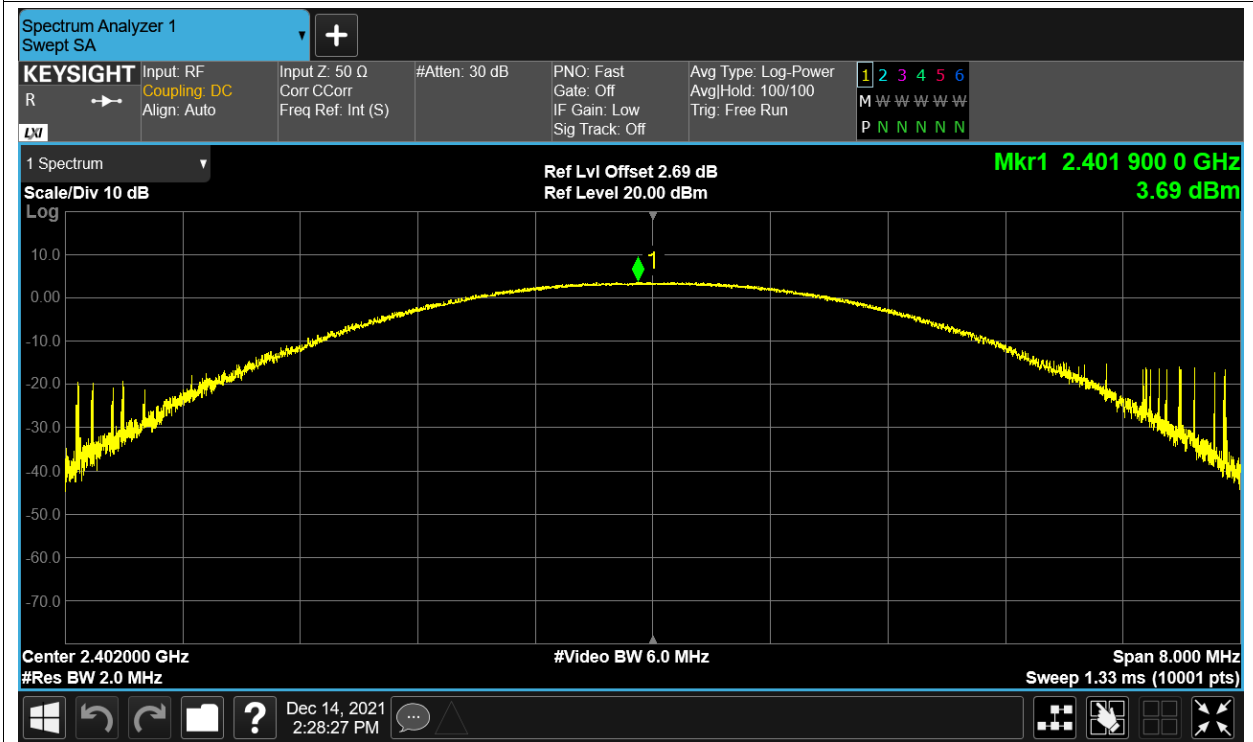 Spectrum Analyzer 1
Swept SA
KEYSIGHT
R
LXI
Input: RF
Coupling: DC
Align: Auto
Input Z: 50 Ω
Corr CCorr
Freq Ref: Int (S)
#Atten: 30 dB
PNO: Fast
Gate: Off
IF Gain: Low
Sig Track: Off
Avg Type: Log-Power
Avg|Hold: 100/100
Trig: Free Run
1 2 3 4 5 6
M W W W W W
P N N N N N
1 Spectrum
Scale/Div 10 dB
Ref Lvl Offset 2.69 dB
Ref Level 20.00 dBm
Mkr1 2.401 900 0 GHz
3.69 dBm
Log
10.0
0.00
-10.0
-20.0
-30.0
-40.0
-50.0
-60.0
-70.0
1
Center 2.402000 GHz
#Res BW 2.0 MHz
#Video BW 6.0 MHz
Span 8.000 MHz
Sweep 1.33 ms (10001 pts)
?
Dec 14, 2021
2:28:27 PM